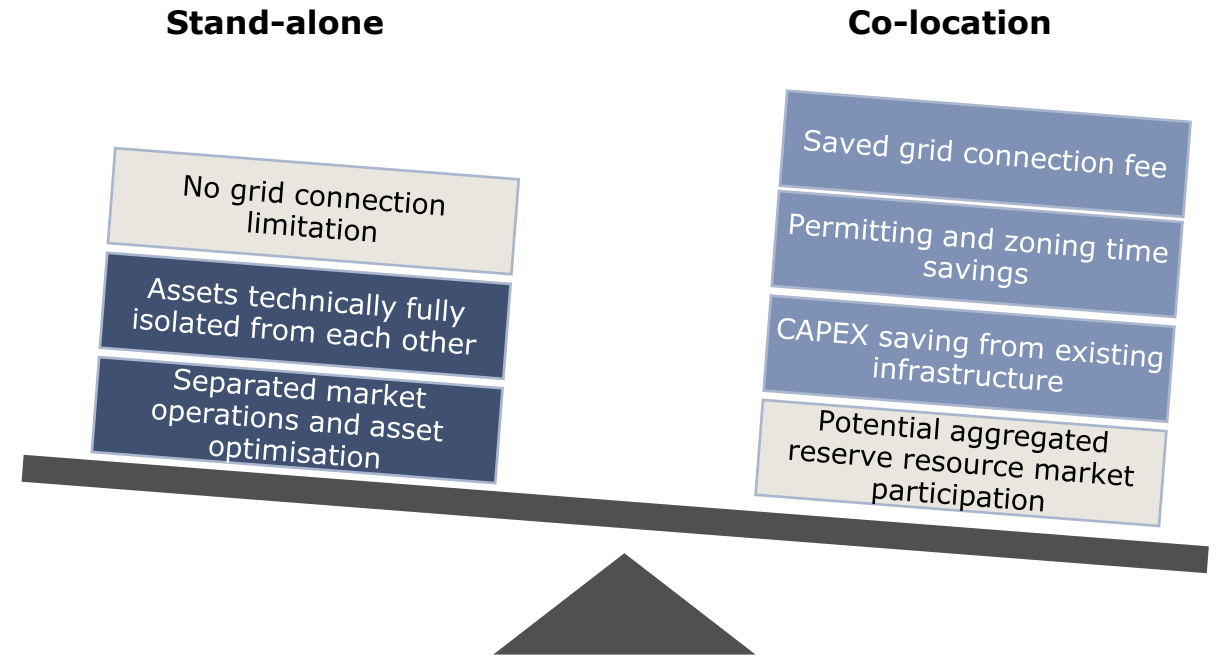 Stand-alone
Co-location
No grid connection
limitation
Assets technically fully
isolated from each other
Separated market
operations and asset
optimisation
Saved grid connection fee
Permitting and zoning time
savings
CAPEX saving from existing
infrastructure
Potential aggregated
reserve resource market
participation